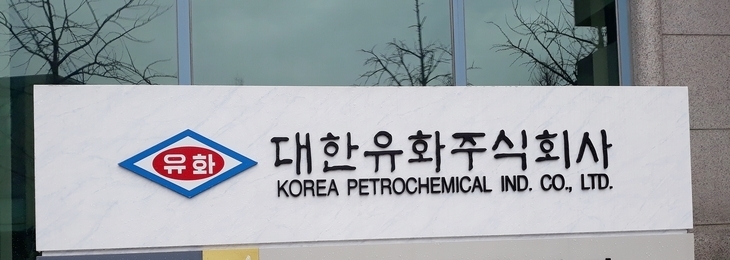 유화
대한유화주식회사
KOREA PETROCHEMICAL IND. CO., LTD.